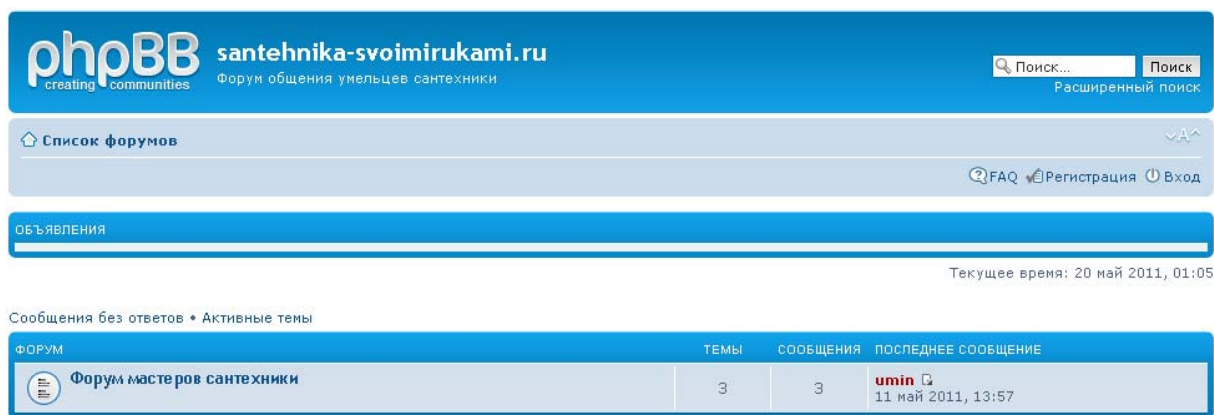 phpBB
creating communities
santehnika-svoimirukami.ru
Форум общения умельцев сантехники
Поиск... Поиск
Расширенный поиск
Список форумов
A
FAQ Регистрация Вход
ОБЪЯВЛЕНИЯ
Текущее время: 20 май 2011, 01:05
Сообщения без ответов • Активные темы
ФОРУМ ТЕМЫ СООБЩЕНИЯ ПОСЛЕДНЕЕ СООБЩЕНИЕ
Форум мастеров сантехники 3 3 umin
11 май 2011, 13:57